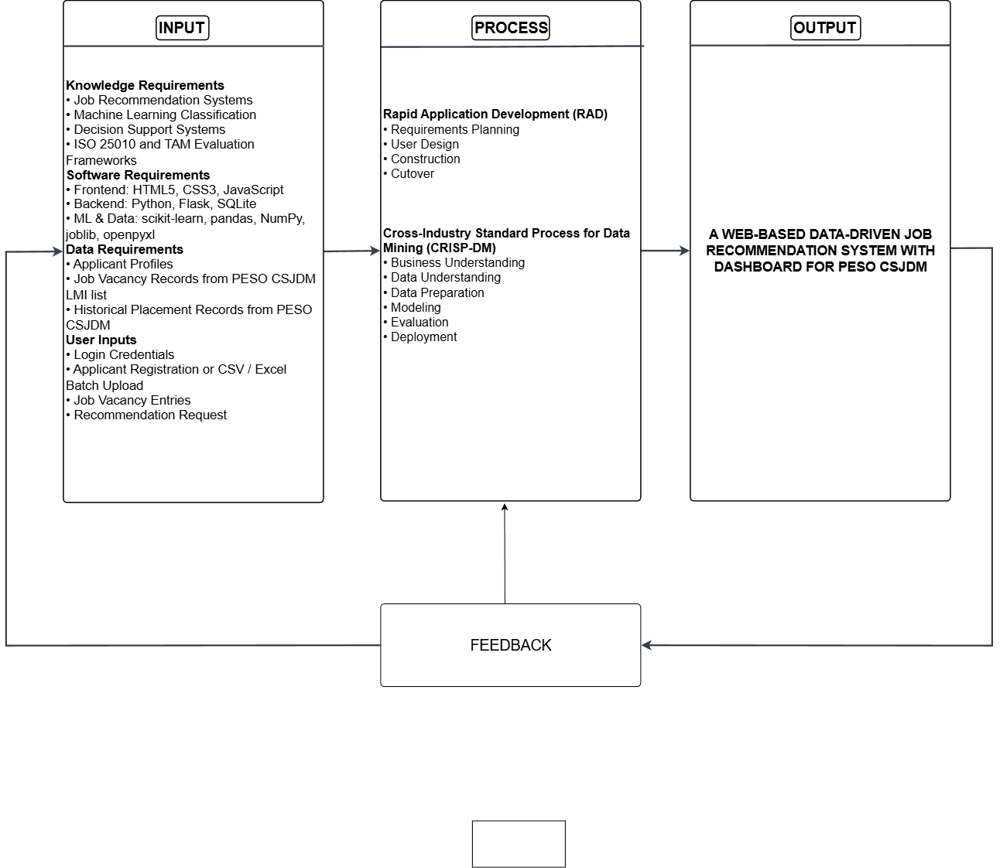 INPUT
Knowledge Requirements
• Job Recommendation Systems
• Machine Learning Classification
• Decision Support Systems
• ISO 25010 and TAM Evaluation
Frameworks
Software Requirements
• Frontend: HTML5, CSS3, JavaScript
• Backend: Python, Flask, SQLite
• ML & Data: scikit-learn, pandas, NumPy,
joblib, openpyxl
Data Requirements
• Applicant Profiles
• Job Vacancy Records from PESO CSJDM
LMI list
• Historical Placement Records from PESO
CSJDM
User Inputs
• Login Credentials
• Applicant Registration or CSV / Excel
Batch Upload
• Job Vacancy Entries
• Recommendation Request
PROCESS
Rapid Application Development (RAD)
• Requirements Planning
• User Design
• Construction
• Cutover
Cross-Industry Standard Process for Data
Mining (CRISP-DM)
• Business Understanding
• Data Understanding
• Data Preparation
• Modeling
• Evaluation
• Deployment
OUTPUT
A WEB-BASED DATA-DRIVEN JOB
RECOMMENDATION SYSTEM WITH
DASHBOARD FOR PESO CSJDM
FEEDBACK